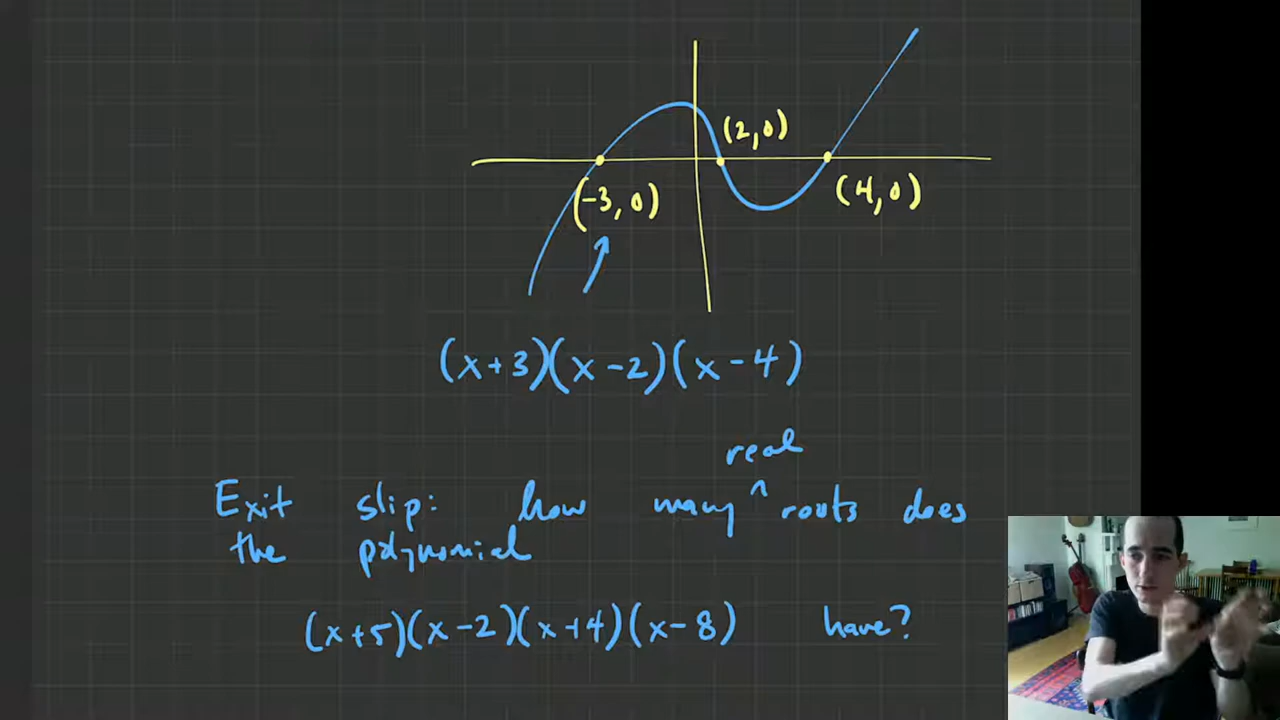 (2,0)
(-3,0)
(4,0)
(x+3)(x-2)(x-4)
real
Exit slip: how many ^ roots does
the polynomial
(x+5)(x-2)(x+4)(x-8) have?